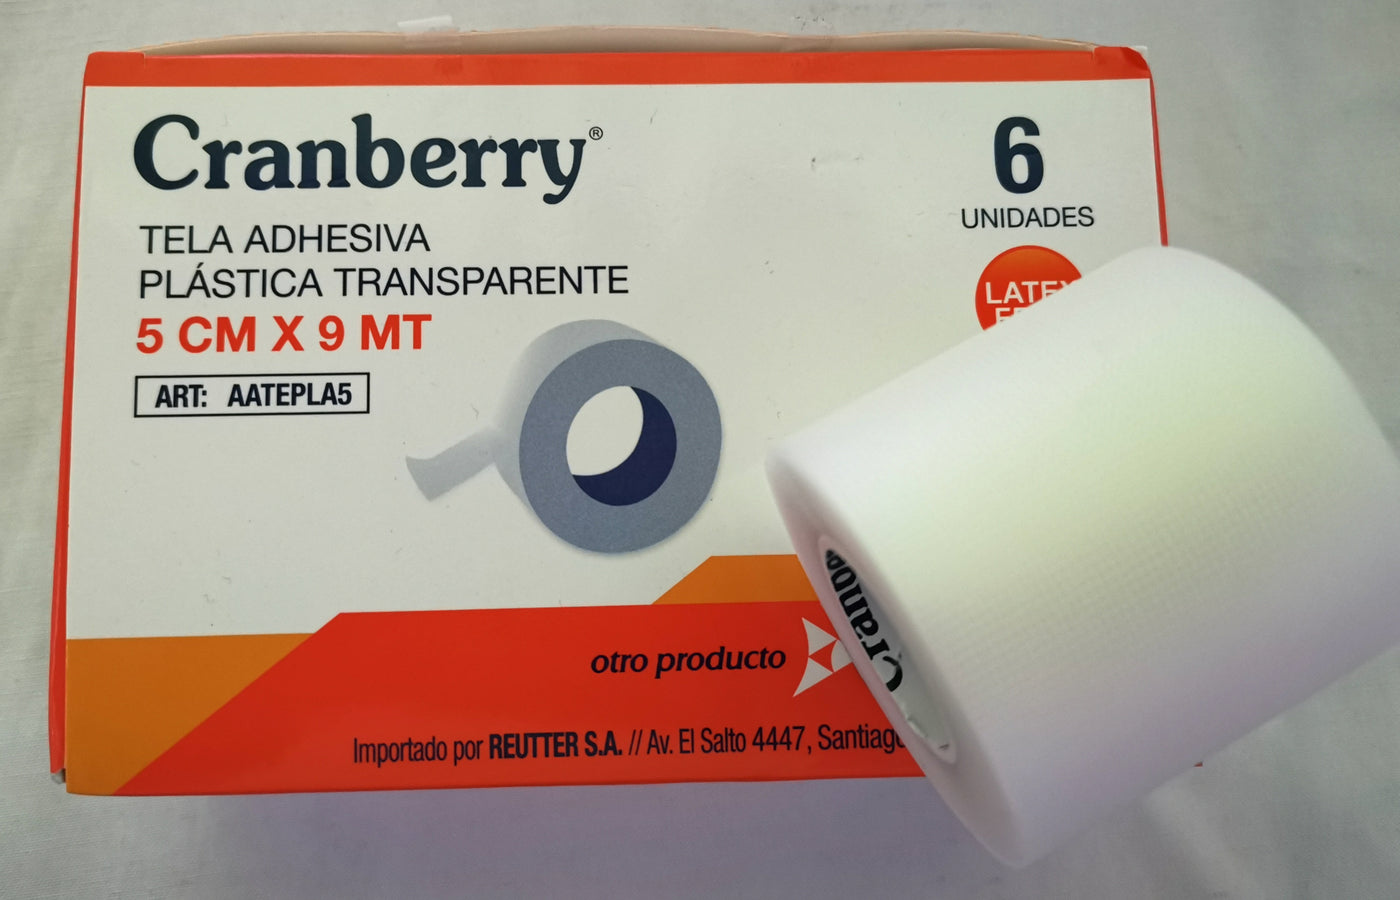 Cranberry®
TELA ADHESIVA
PLÁSTICA TRANSPARENTE
5 CM X 9 MT
ART: AATEPLA5
6
UNIDADES
otro producto
Importado por REUTTER S.A. // Av. El Salto 4447,